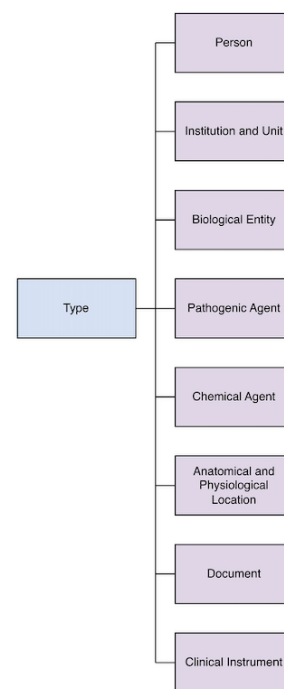 Person
Institution and Unit
Biological Entity
Type
Pathogenic Agent
Chemical Agent
Anatomical and
Physiological
Location
Document
Clinical Instrument